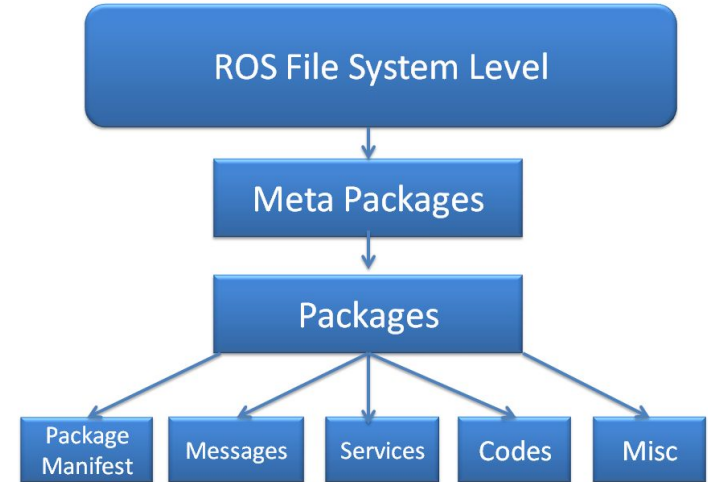 ROS File System Level
Meta Packages
Packages
Package
Manifest
Messages
Services
Codes
Misc